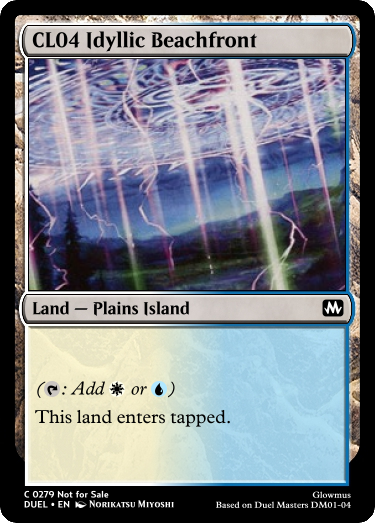 CL04 Idyllic Beachfront
Land — Plains Island
(: Add or )
This land enters tapped.
C 0279 Not for Sale
Glowmus
DUEL • EN NORIKATSU MIYOSHI
Based on Duel Masters DM01-04